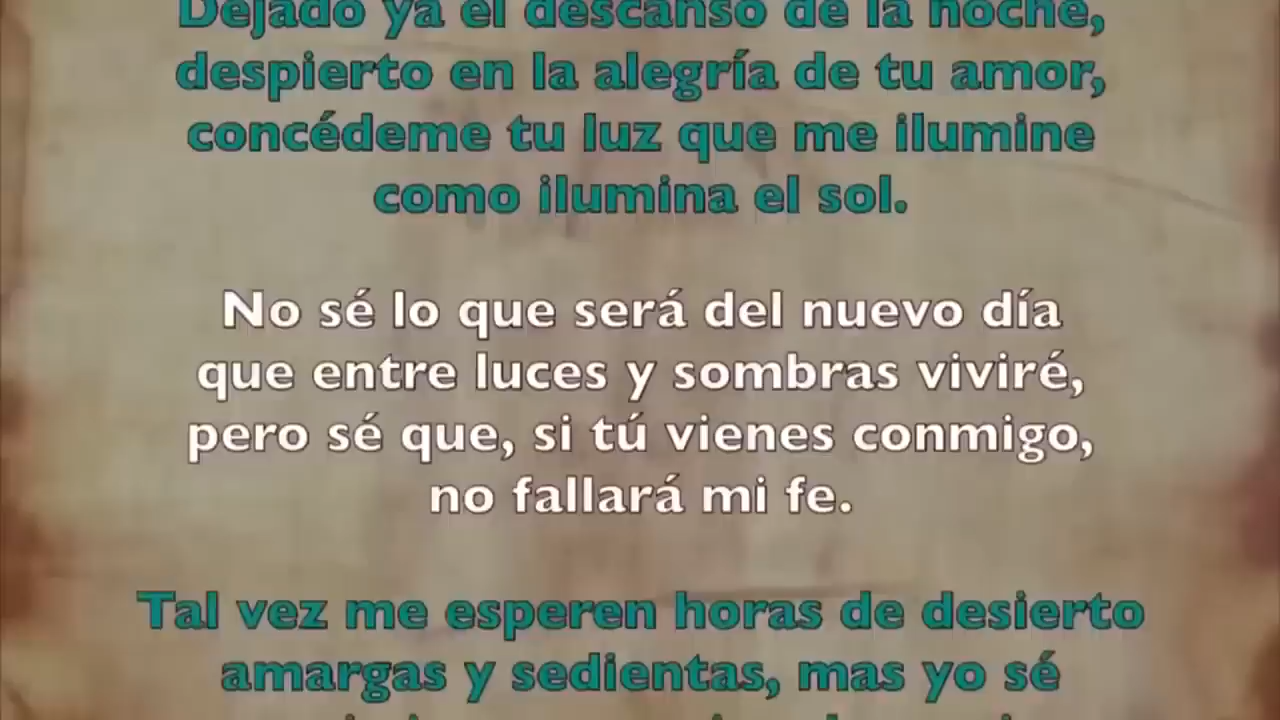 Dejado ya el descanso de la noche,
despierto en la alegría de tu amor,
concédeme tu luz que me ilumine
como ilumina el sol.
No sé lo que será del nuevo día
que entre luces y sombras viviré,
pero sé que, si tú vienes conmigo,
no fallará mi fe.
Tal vez me esperen horas de desierto
amargas y sedientas, mas yo sé